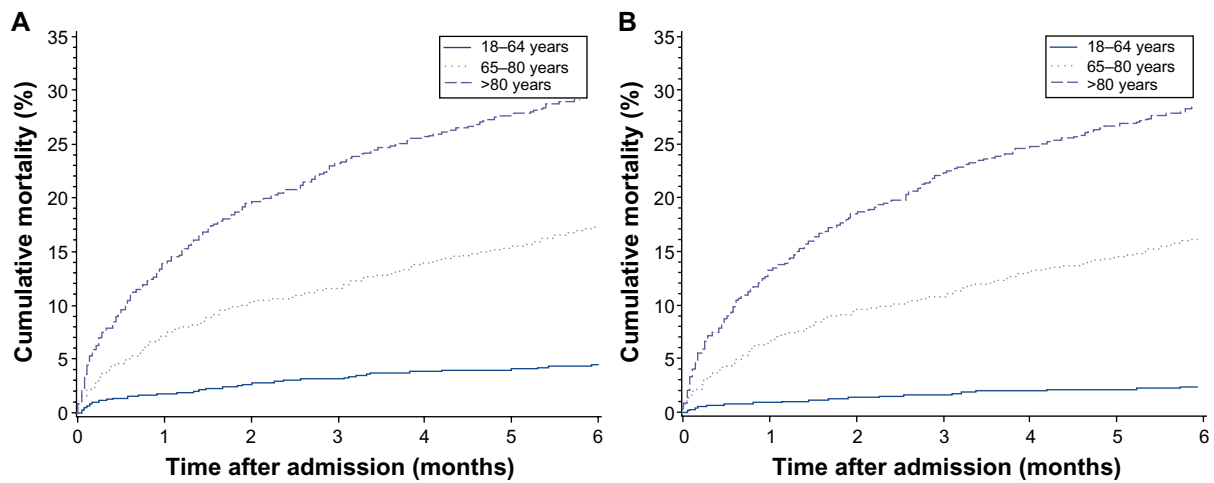 A
Cumulative mortality (%)
35
30
25
20
15
10
5
0
18–64 years
65–80 years
>80 years
0 1 2 3 4 5 6
Time after admission (months)
B
Cumulative mortality (%)
35
30
25
20
15
10
5
0
18–64 years
65–80 years
>80 years
0 1 2 3 4 5 6
Time after admission (months)